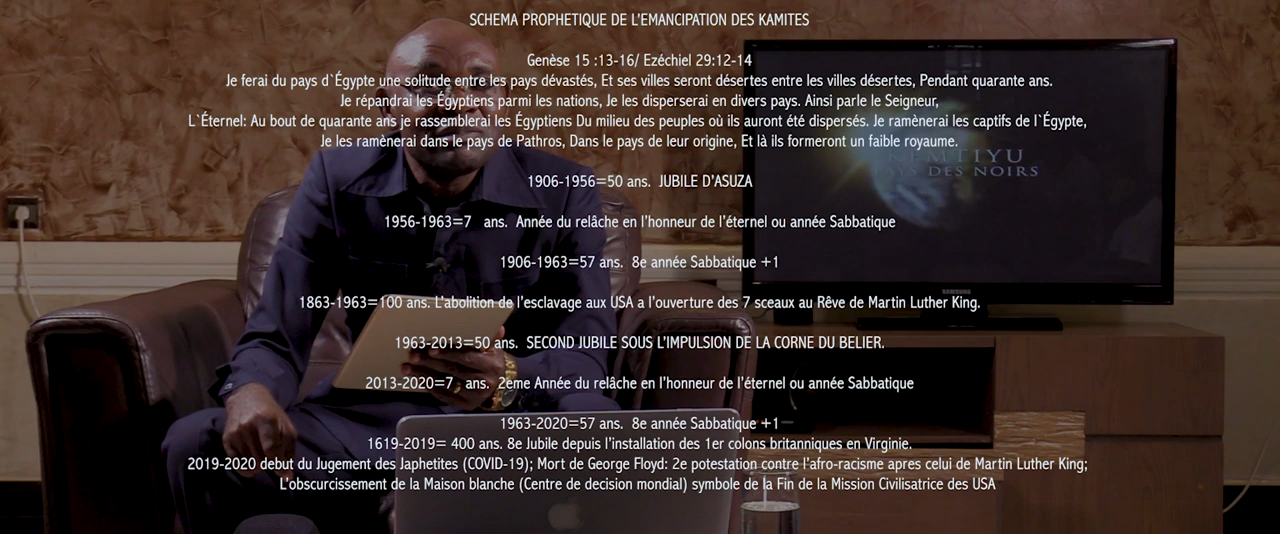 SCHEMA PROPHETIQUE DE L'EMANCIPATION DES KAMITES
Genèse 15 :13-16/ Ezéchiel 29:12-14
Je ferai du pays d`Égypte une solitude entre les pays dévastés, Et ses villes seront désertes entre les villes désertes, Pendant quarante ans.
Je répandrai les Égyptiens parmi les nations, Je les disperserai en divers pays. Ainsi parle le Seigneur,
L`Éternel: Au bout de quarante ans je rassemblerai les Égyptiens Du milieu des peuples où ils auront été dispersés. Je ramènerai les captifs de l`Égypte,
Je les ramènerai dans le pays de Pathros, Dans le pays de leur origine, Et là ils formeront un faible royaume.
KEMTIYU
PAYS DES NOIRS
1906-1956=50 ans. JUBILE D'ASUZA
1956-1963=7 ans. Année du relâche en l'honneur de l'éternel ou année Sabbatique
1906-1963=57 ans. 8e année Sabbatique +1
SAMSUNG
1863-1963=100 ans. L'abolition de l'esclavage aux USA a l'ouverture des 7 sceaux au Rêve de Martin Luther King.
1963-2013=50 ans. SECOND JUBILE SOUS L'IMPULSION DE LA CORNE DU BELIER.
2013-2020=7 ans. 2eme Année du relâche en l'honneur de l'éternel ou année Sabbatique
1963-2020=57 ans. 8e année Sabbatique +1
1619-2019= 400 ans. 8e Jubile depuis l'installation des 1er colons britanniques en Virginie.
2019-2020 debut du Jugement des Japhetites (COVID-19); Mort de George Floyd: 2e potestation contre l'afro-racisme apres celui de Martin Luther King;
L'obscurcissement de la Maison blanche (Centre de decision mondial) symbole de la Fin de la Mission Civilisatrice des USA